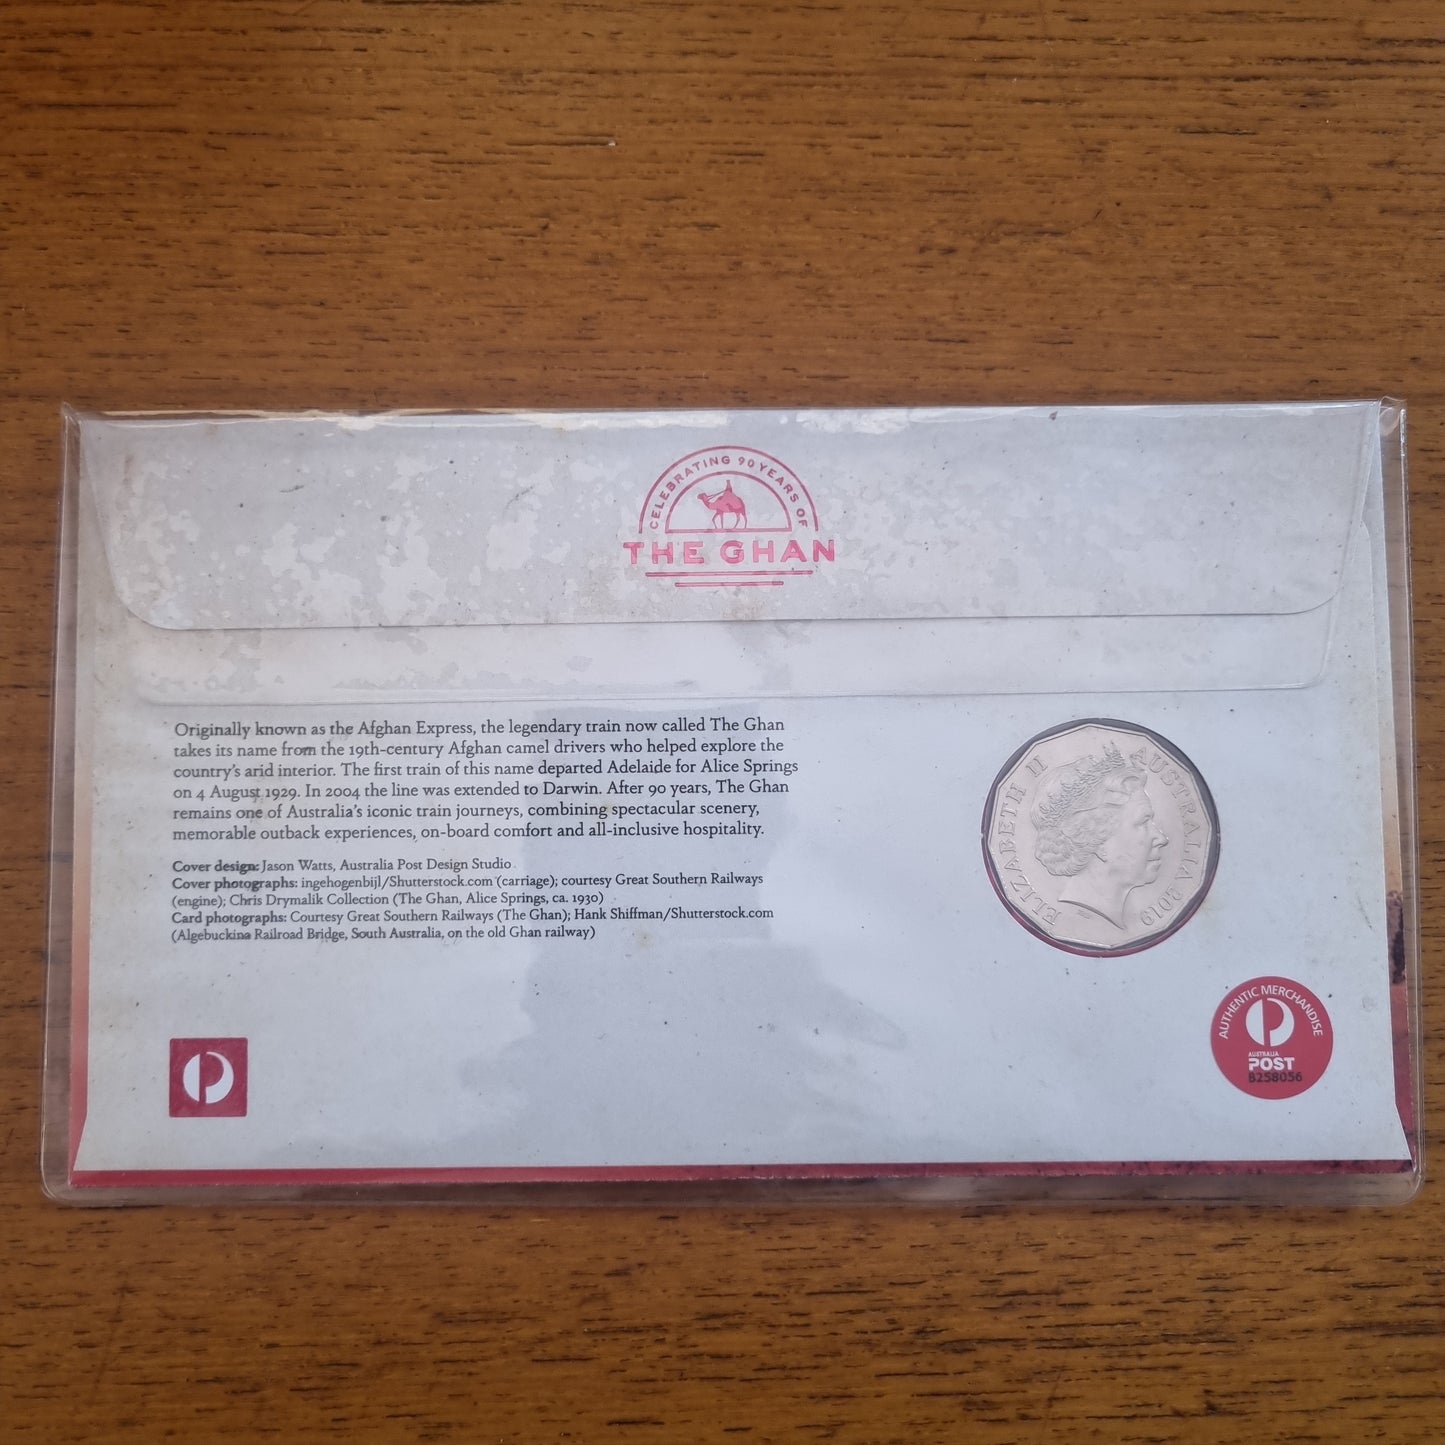 CELEBRATING 90 YEARS OF
THE GHAN
Originally known as the Afghan Express, the legendary train now called The Ghan
takes its name from the 19th-century Afghan camel drivers who helped explore the
country's arid interior. The first train of this name departed Adelaide for Alice Springs
on 4 August 1929. In 2004 the line was extended to Darwin. After 90 years, The Ghan
remains one of Australia's iconic train journeys, combining spectacular scenery,
memorable outback experiences, on-board comfort and all-inclusive hospitality.
Cover design: Jason Watts, Australia Post Design Studio
Cover photographs: ingehogenbijl/Shutterstock.com (carriage); courtesy Great Southern Railways
(engine); Chris Drymalik Collection (The Ghan, Alice Springs, ca. 1930)
Card photographs: Courtesy Great Southern Railways (The Ghan); Hank Shiffman/Shutterstock.com
(Algebuckina Railroad Bridge, South Australia, on the old Ghan railway)
ELIZABETH II AUSTRALIA 2019
AUTHENTIC MERCHANDISE
AUSTRALIA
POST
B258056